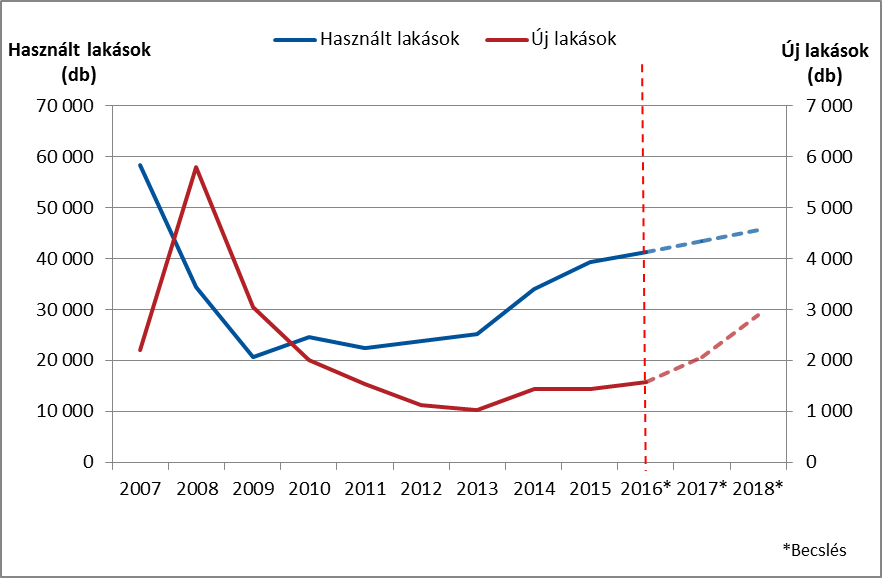 Használt lakások
(db)
Használt lakások
Új lakások
Új lakások
(db)
70 000
60 000
50 000
40 000
30 000
20 000
10 000
0
7 000
6 000
5 000
4 000
3 000
2 000
1 000
0
2007 2008 2009 2010 2011 2012 2013 2014 2015 2016* 2017* 2018*
*Becslés